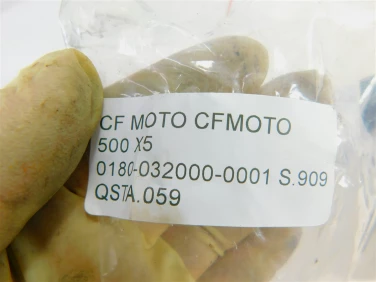 CF MOTO CFMOTO
500 X5
0180-032000-0001 S.909
QSTA.059